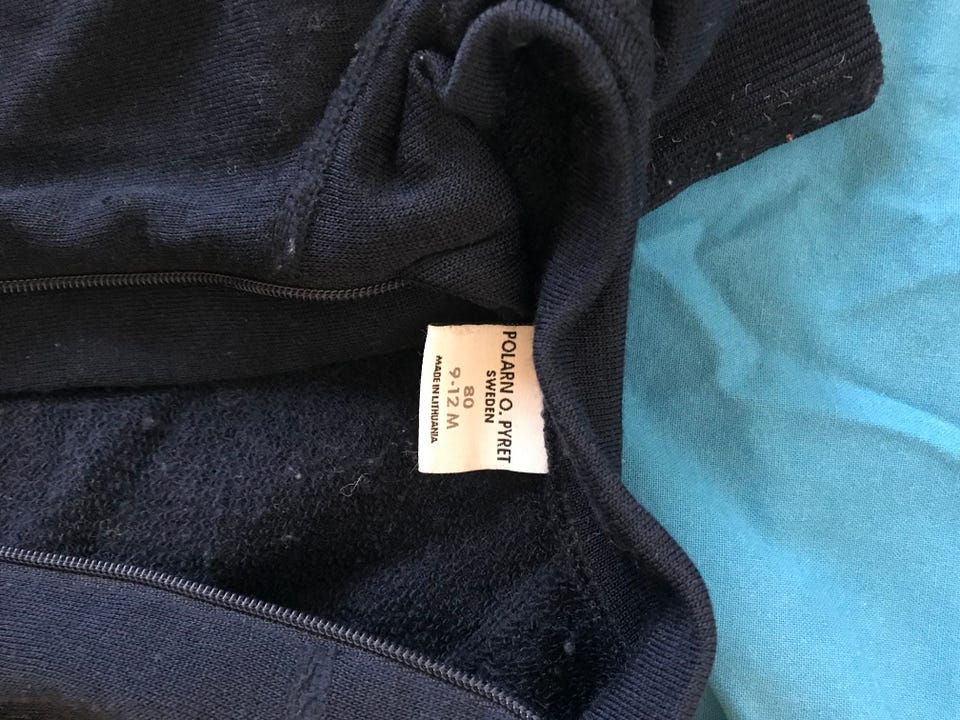 POLARN O. PYRET
SWEDEN
80
9-12 M
MADE IN LITHUANIA